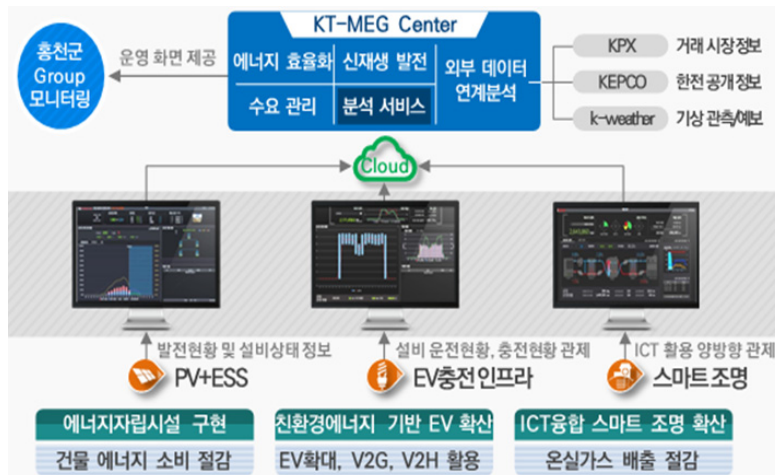 KT-MEG Center
홍천군
Group
모니터링
운영 화면 제공
에너지 효율화
신재생 발전
수요 관리
분석 서비스
외부 데이터
연계분석
KPX
거래 시장 정보
KEPCO
한전 공개 정보
k-weather
기상 관측/예보
Cloud
발전현황 및 설비상태 정보
PV+ESS
설비 운전현황, 충전현황 관제
EV충전인프라
ICT 활용 양방향 관제
스마트 조명
에너지자립시설 구현
건물 에너지 소비 절감
친환경에너지 기반 EV 확산
EV확대, V2G, V2H 활용
ICT융합 스마트 조명 확산
온실가스 배출 절감